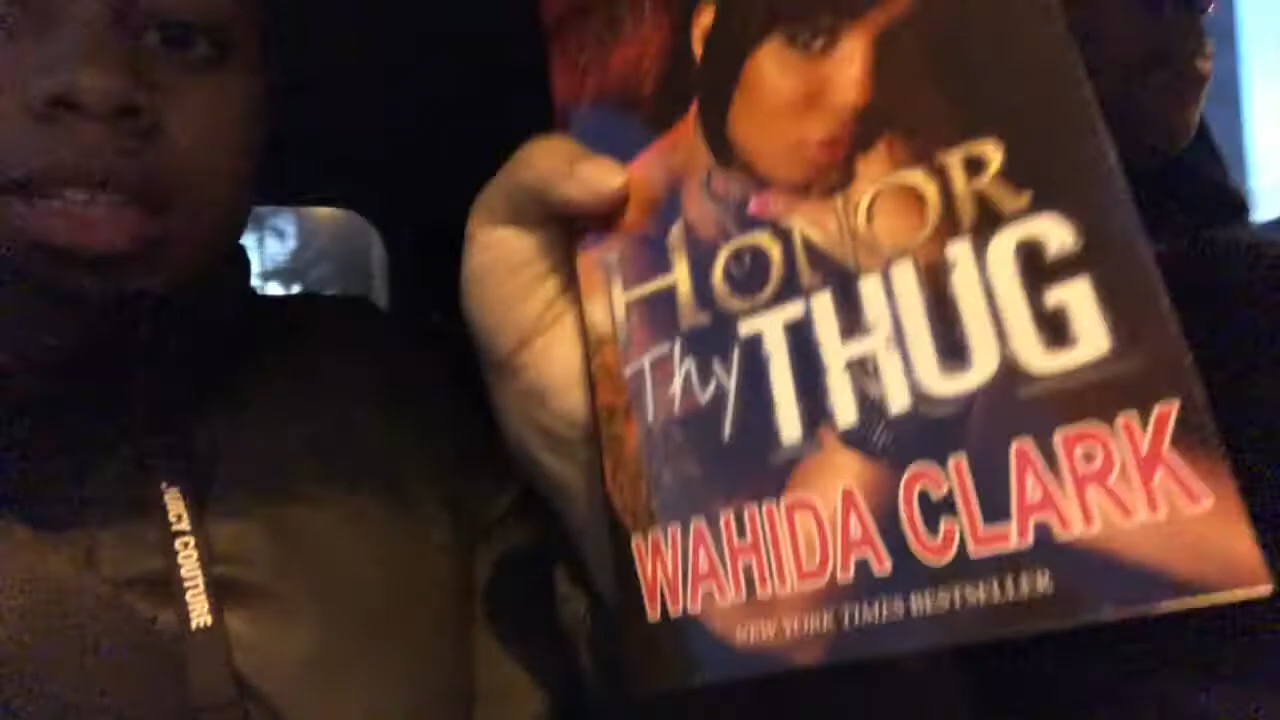 HONOR
Thy THUG
WAHIDA CLARK
NEW YORK TIMES BESTSELLER
JUICY COUTURE